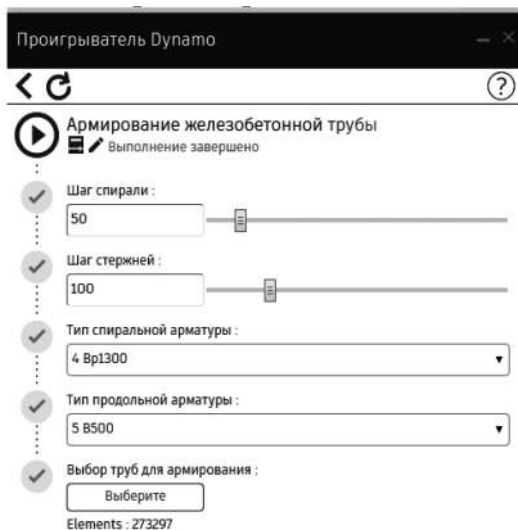 Проигрыватель Dynamo
Армирование железобетонной трубы
Выполнение завершено
Шаг спирали :
50
Шаг стержней :
100
Тип спиральной арматуры :
4 Вр1300
Тип продольной арматуры :
5 В500
Выбор труб для армирования :
Выберите
Elements : 273297